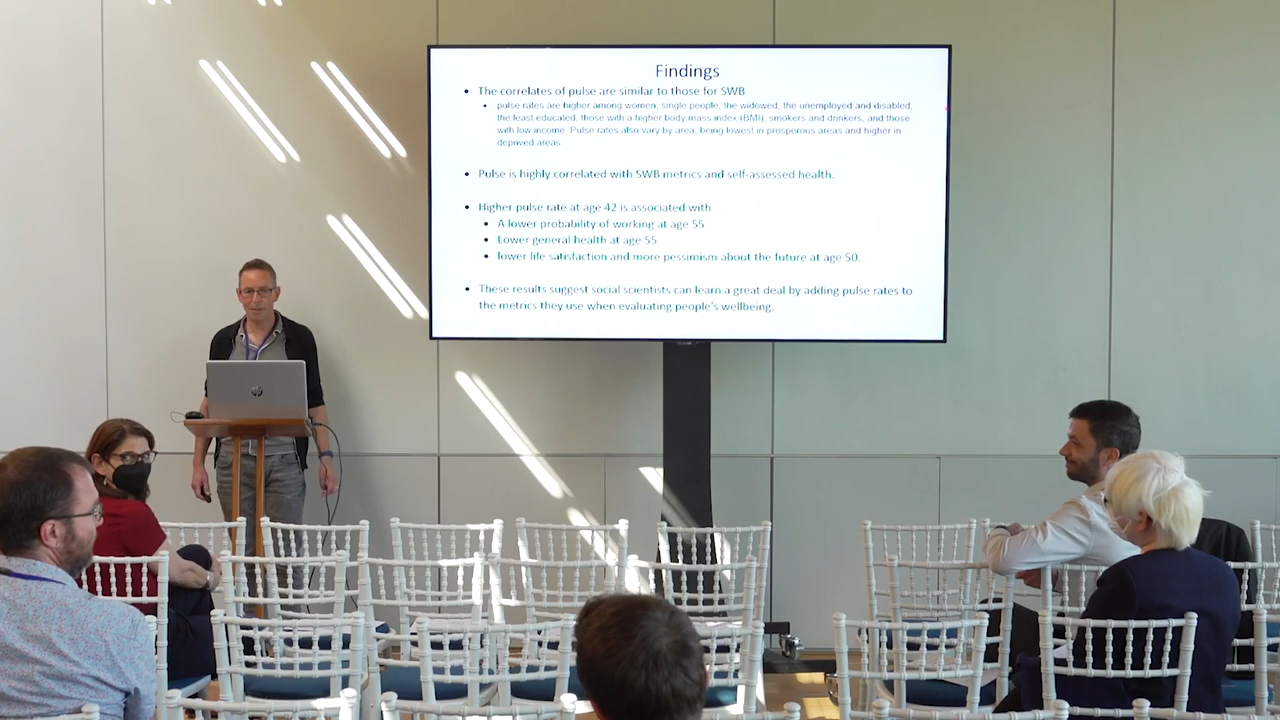 Findings
• The correlates of pulse are similar to those for SWB
• pulse rates are higher among women, single people, the widowed, the unemployed and disabled,
the least educated, those with a higher body mass index (BMI), smokers and drinkers, and those
with low income. Pulse rates also vary by area, being lowest in prosperous areas and higher in
deprived areas.
• Pulse is highly correlated with SWB metrics and self-assessed health.
• Higher pulse rate at age 42 is associated with
• A lower probability of working at age 55
• Lower general health at age 55
• lower life satisfaction and more pessimism about the future at age 50.
• These results suggest social scientists can learn a great deal by adding pulse rates to
the metrics they use when evaluating people's wellbeing.
hp